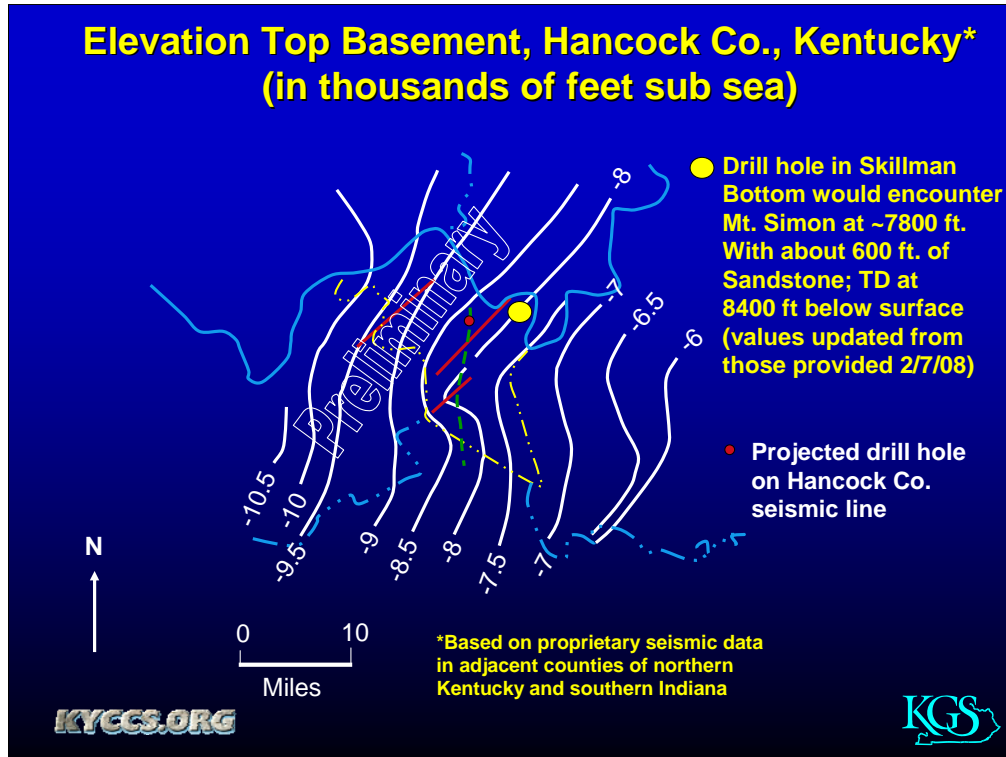 Elevation Top Basement, Hancock Co., Kentucky*
(in thousands of feet sub sea)
Drill hole in Skillman
Bottom would encounter
Mt. Simon at ~7800 ft.
With about 600 ft. of
Sandstone; TD at
8400 ft below surface
(values updated from
those provided 2/7/08)
Projected drill hole
on Hancock Co.
seismic line
Preliminary
-8
-7
-6.5
-6
-10.5
-10
-9.5
-9
-8.5
-8
-7.5
-7
N
0 10
Miles
*Based on proprietary seismic data
in adjacent counties of northern
Kentucky and southern Indiana
KYCCS.ORG
KGS